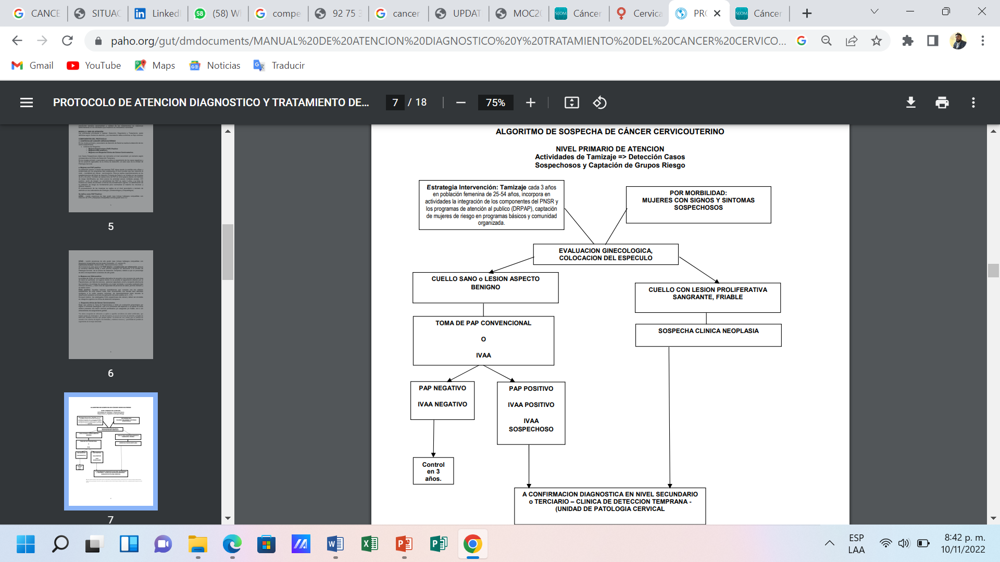 CANCE
SITUAC
LinkedI
(58) W
compe
92 75 3
cancer
UPDAT
MOC2
Cáncer
Cervica
PRO
Cáncer
paho.org/gut/dmdocuments/MANUAL%20DE%20ATENCION%20DIAGNOSTICO%20Y%20TRATAMIENTO%20DEL%20CANCER%20CERVICO...
Gmail
YouTube
Maps
Noticias
Traducir
PROTOCOLO DE ATENCION DIAGNOSTICO Y TRATAMIENTO DE...
7 / 18
75%
5
6
7
ALGORITMO DE SOSPECHA DE CÁNCER CERVICOUTERINO
NIVEL PRIMARIO DE ATENCION
Actividades de Tamizaje => Detección Casos
Sospechosos y Captación de Grupos Riesgo
Estrategia Intervención: Tamizaje cada 3 años
en población femenina de 25-54 años, incorpora en
actividades la integración de los componentes del PNSR y
los programas de atención al publico (DRPAP), captación
de mujeres de riesgo en programas básicos y comunidad
organizada.
POR MORBILIDAD:
MUJERES CON SIGNOS Y SINTOMAS
SOSPECHOSOS
EVALUACION GINECOLOGICA,
COLOCACION DEL ESPECULO
CUELLO SANO o LESION ASPECTO
BENIGNO
CUELLO CON LESION PROLIFERATIVA
SANGRANTE, FRIABLE
TOMA DE PAP CONVENCIONAL
O
IVAA
SOSPECHA CLINICA NEOPLASIA
PAP NEGATIVO
IVAA NEGATIVO
PAP POSITIVO
IVAA POSITIVO
IVAA
SOSPECHOSO
Control
en 3
años.
A CONFIRMACION DIAGNOSTICA EN NIVEL SECUNDARIO
o TERCIARIO – CLINICA DE DETECCION TEMPRANA -
(UNIDAD DE PATOLOGIA CERVICAL
ESP
LAA
8:42 p. m.
10/11/2022